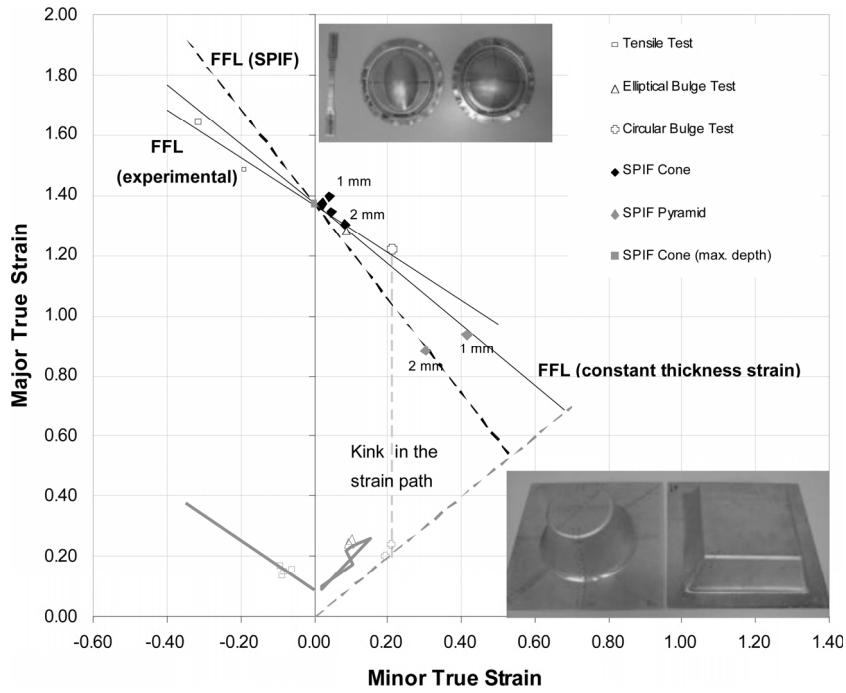 2.00
1.80
1.60
1.40
1.20
1.00
0.80
0.60
0.40
0.20
0.00
Major True Strain
-0.60
-0.40
-0.20
0.00
0.20
0.40
0.60
0.80
1.00
1.20
1.40
Minor True Strain
FFL (SPIF)
FFL
(experimental)
1 mm
2 mm
1 mm
2 mm
FFL (constant thickness strain)
Kink in the
strain path
Tensile Test
Elliptical Bulge Test
Circular Bulge Test
SPIF Cone
SPIF Pyramid
SPIF Cone (max. depth)